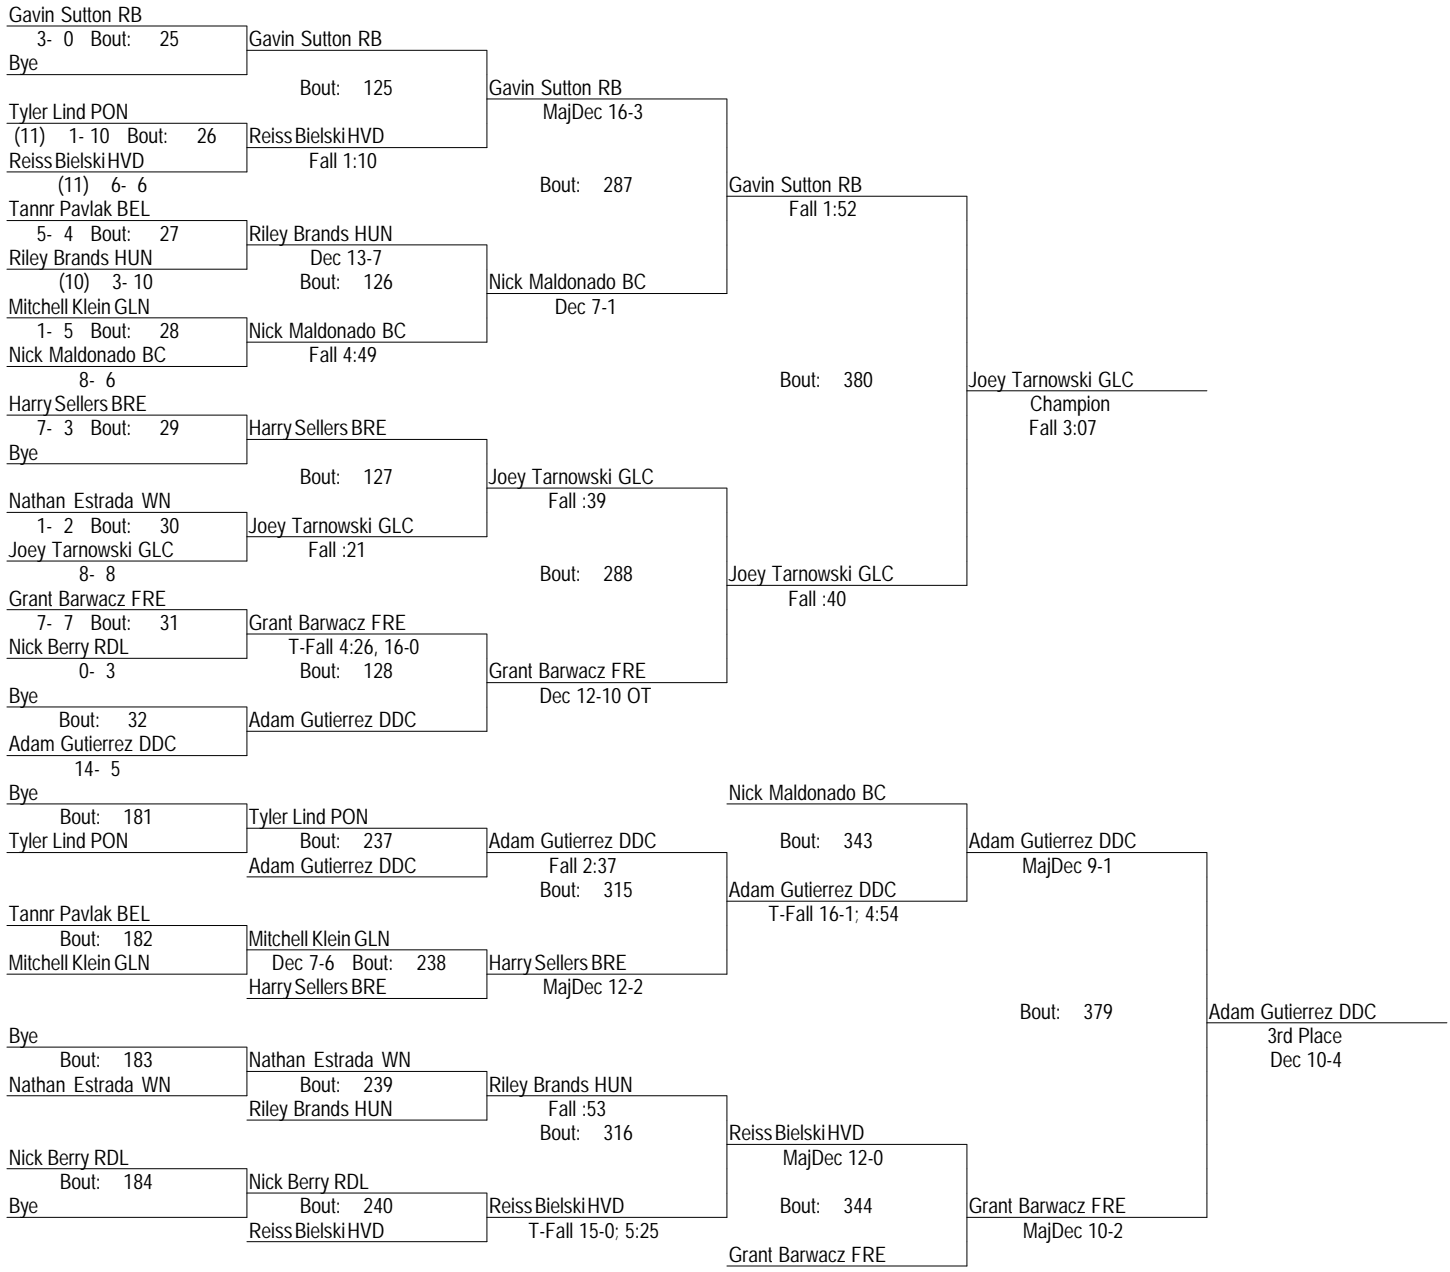 Gavin Sutton RB
3- 0 Bout: 25 Gavin Sutton RB
Bye
Bout: 125 Gavin Sutton RB
Tyler Lind PON MajDec 16-3
(11) 1- 10 Bout: 26 Reiss Bielski HVD
Reiss Bielski HVD Fall 1:10
(11) 6- 6 Bout: 287 Gavin Sutton RB
Tannr Pavlak BEL Fall 1:52
5- 4 Bout: 27 Riley Brands HUN
Riley Brands HUN Dec 13-7
(10) 3- 10 Bout: 126 Nick Maldonado BC
Mitchell Klein GLN Dec 7-1
1- 5 Bout: 28 Nick Maldonado BC
Nick Maldonado BC Fall 4:49
8- 6 Bout: 380 Joey Tarnowski GLC
Harry Sellers BRE Champion
7- 3 Bout: 29 Harry Sellers BRE Fall 3:07
Bye
Bout: 127 Joey Tarnowski GLC
Nathan Estrada WN Fall :39
1- 2 Bout: 30 Joey Tarnowski GLC
Joey Tarnowski GLC Fall :21
8- 8 Bout: 288 Joey Tarnowski GLC
Grant Barwacz FRE Fall :40
7- 7 Bout: 31 Grant Barwacz FRE
Nick Berry RDL T-Fall 4:26, 16-0
0- 3 Bout: 128 Grant Barwacz FRE
Bye Dec 12-10 OT
Bout: 32 Adam Gutierrez DDC
Adam Gutierrez DDC
14- 5
Bye Nick Maldonado BC
Bout: 181 Tyler Lind PON
Tyler Lind PON Bout: 237 Adam Gutierrez DDC Bout: 343 Adam Gutierrez DDC
Adam Gutierrez DDC Fall 2:37 MajDec 9-1
Bout: 315 Adam Gutierrez DDC
Tannr Pavlak BEL T-Fall 16-1; 4:54
Bout: 182 Mitchell Klein GLN
Mitchell Klein GLN Dec 7-6 Bout: 238 Harry Sellers BRE
Harry Sellers BRE MajDec 12-2
Bout: 379 Adam Gutierrez DDC
Bye 3rd Place
Bout: 183 Nathan Estrada WN Dec 10-4
Nathan Estrada WN Bout: 239 Riley Brands HUN
Riley Brands HUN Fall :53
Bout: 316 Reiss Bielski HVD
Nick Berry RDL MajDec 12-0
Bout: 184 Nick Berry RDL
Bye Bout: 240 Reiss Bielski HVD Bout: 344 Grant Barwacz FRE
Reiss Bielski HVD T-Fall 15-0; 5:25 MajDec 10-2
Grant Barwacz FRE